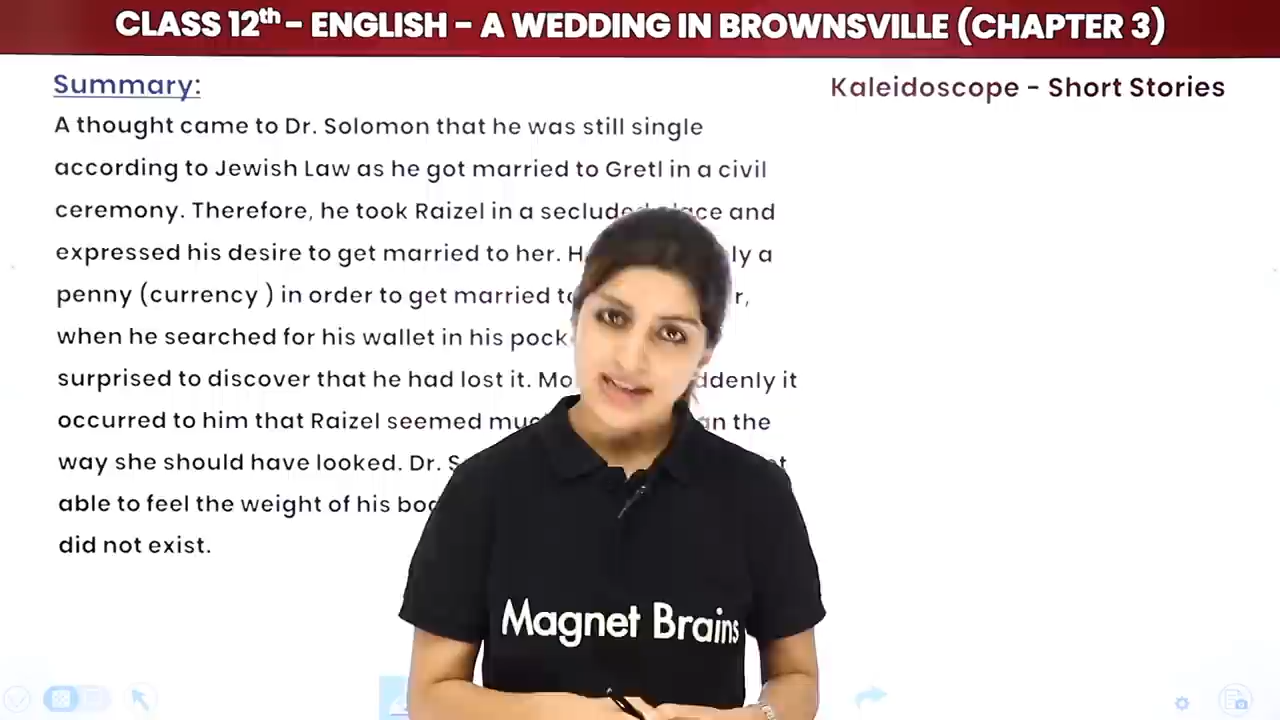 CLASS 12th – ENGLISH – A WEDDING IN BROWNSVILLE (CHAPTER 3)
Summary:
Kaleidoscope - Short Stories
A thought came to Dr. Solomon that he was still single
according to Jewish Law as he got married to Gretl in a civil
ceremony. Therefore, he took Raizel in a secluded place and
expressed his desire to get married to her.
penny (currency ) in order to get married
when he searched for his wallet in his
surprised to discover that he had lost it. suddenly it
occurred to him that Raizel seemed the
way she should have looked. Dr.
able to feel the weight of his
did not exist.
Magnet Brains